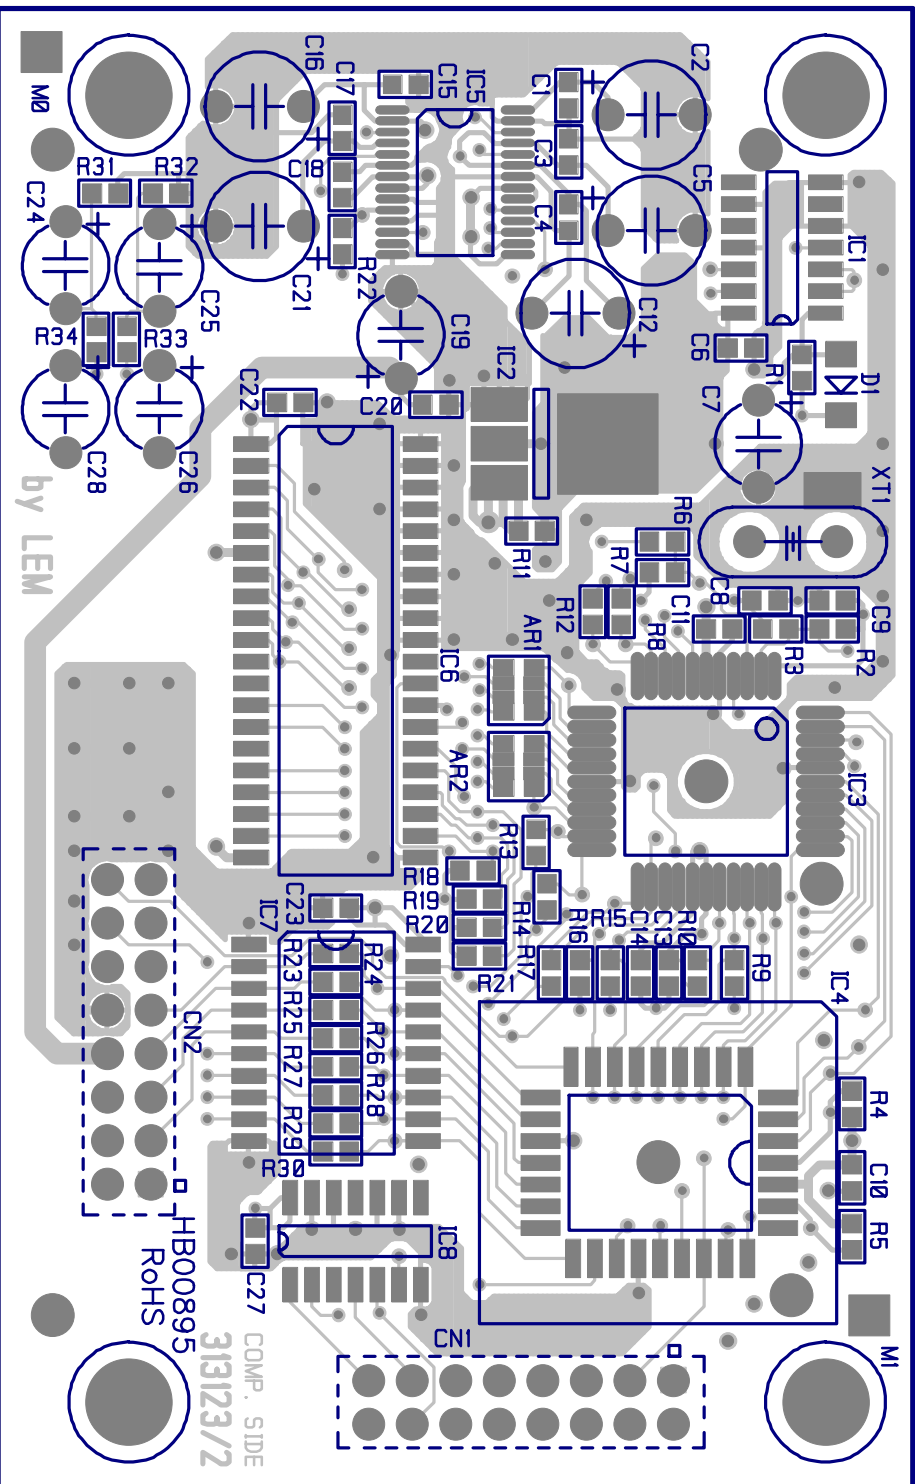 C16
C17
C15
IC5
C1
C2
M0
R31
R32
C18
C3
C24
C4
C5
IC1
C21
R22
C25
C19
C12
R34
R33
IC2
C6
R1
D1
C22
C20
C7
C28
C26
XT1
by LEM
R11
R6
R7
R12
C11
C8
C9
AR1
R8
R3
R2
IC6
AR2
IC3
R13
R18
R19
R20
R14
C23
IC7
R21
R17
R16
R15
C14
C13
R10
R9
IC4
R23
R24
R25
R26
R27
R28
R29
R30
CN2
R4
C10
R5
IC8
C27
HB00895
RoHS
CN1
M1
COMP. SIDE
313123/2